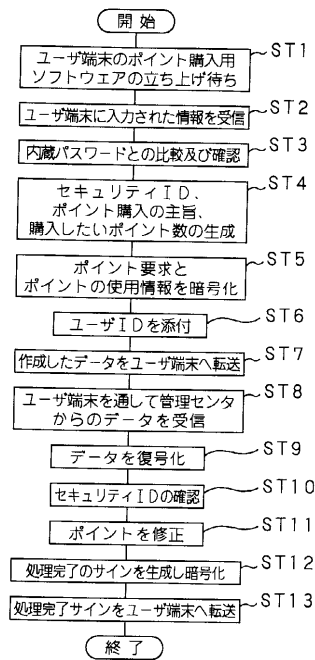 開始
ユーザ端末のポイント購入用
ソフトウェアの立ち上げ待ち
ST1
ユーザ端末に入力された情報を受信
ST2
内蔵パスワードとの比較及び確認
ST3
セキュリティID、
ポイント購入の主旨、
購入したいポイント数の生成
ST4
ポイント要求と
ポイントの使用情報を暗号化
ST5
ユーザIDを添付
ST6
作成したデータをユーザ端末へ転送
ST7
ユーザ端末を通して管理センタ
からのデータを受信
ST8
データを復号化
ST9
セキュリティIDの確認
ST10
ポイントを修正
ST11
処理完了のサインを生成し暗号化
ST12
処理完了サインをユーザ端末へ転送
ST13
終了